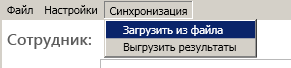 Файл Настройки Синхронизация
Загрузить из файла
Сотрудник:
Выгрузить результаты